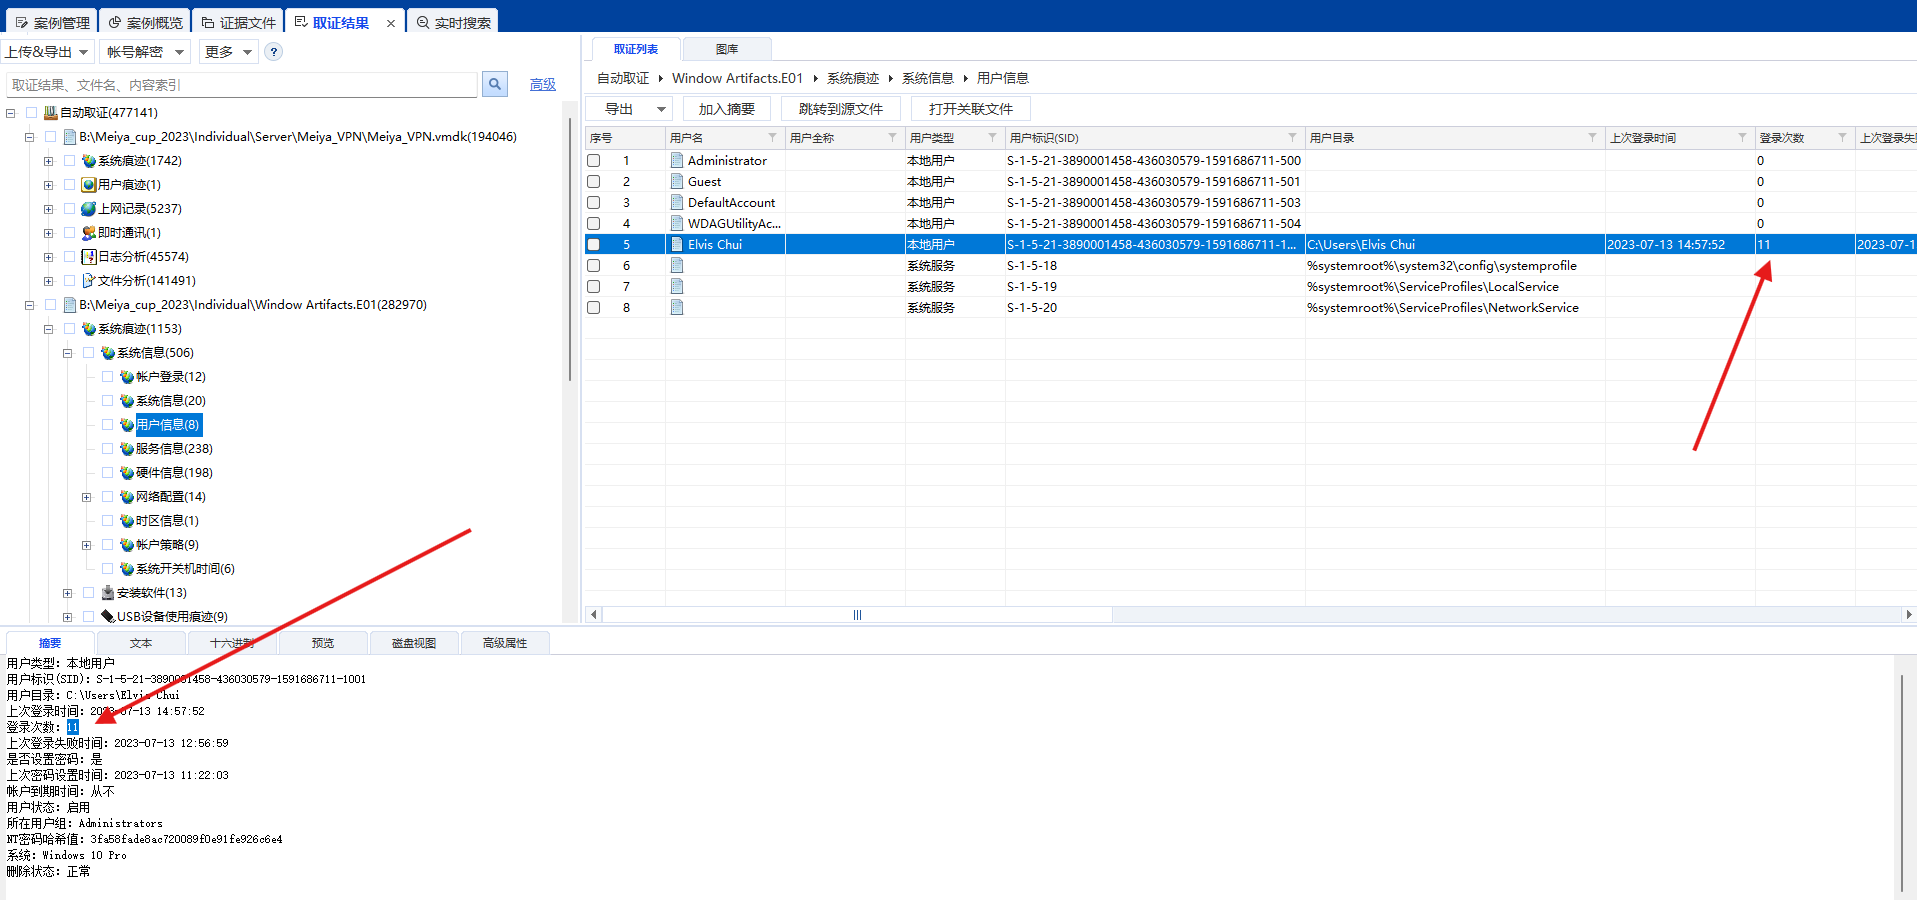 案例管理 案例概览 证据文件 取证结果 × 实时搜索
上传&导出 帐号解密 更多 ?
取证结果、文件名、内容索引 高级
自动取证(477141)
B:\Meiya_cup_2023\Individual\Server\Meiya_VPN\Meiya_VPN.vmdk(194046)
系统痕迹(1742)
用户痕迹(1)
上网记录(5237)
即时通讯(1)
日志分析(45574)
文件分析(141491)
B:\Meiya_cup_2023\Individual\Window Artifacts.E01(282970)
系统痕迹(1153)
系统信息(506)
帐户登录(12)
系统信息(20)
用户信息(8)
服务信息(238)
硬件信息(198)
网络配置(14)
时区信息(1)
帐户策略(9)
系统开关机时间(6)
安装软件(13)
USB设备使用痕迹(9)
取证列表 图库
自动取证 Window Artifacts.E01 系统痕迹 系统信息 用户信息
导出 加入摘要 跳转到源文件 打开关联文件
序号 用户名 用户全称 用户类型 用户标识(SID) 用户目录 上次登录时间 登录次数 上次登录失
1 Administrator 本地用户 S-1-5-21-3890001458-436030579-1591686711-500 0
2 Guest 本地用户 S-1-5-21-3890001458-436030579-1591686711-501 0
3 DefaultAccount 本地用户 S-1-5-21-3890001458-436030579-1591686711-503 0
4 WDAGUtilityAc... 本地用户 S-1-5-21-3890001458-436030579-1591686711-504 0
5 Elvis Chui 本地用户 S-1-5-21-3890001458-436030579-1591686711-1... C:\Users\Elvis Chui 2023-07-13 14:57:52 11 2023-07-1
6 系统服务 S-1-5-18 %systemroot%\system32\config\systemprofile
7 系统服务 S-1-5-19 %systemroot%\ServiceProfiles\LocalService
8 系统服务 S-1-5-20 %systemroot%\ServiceProfiles\NetworkService
摘要 文本 十六进制 预览 磁盘视图 高级属性
用户类型：本地用户
用户标识(SID)：S-1-5-21-3890001458-436030579-1591686711-1001
用户目录：C:\Users\Elvis Chui
上次登录时间：2023-07-13 14:57:52
登录次数：11
上次登录失败时间：2023-07-13 12:56:59
是否设置密码：是
上次密码设置时间：2023-07-13 11:22:03
帐户到期时间：从不
用户状态：启用
所在用户组：Administrators
NT密码哈希值：3fa58fade8ac720089f0e91fe926c6e4
系统：Windows 10 Pro
删除状态：正常